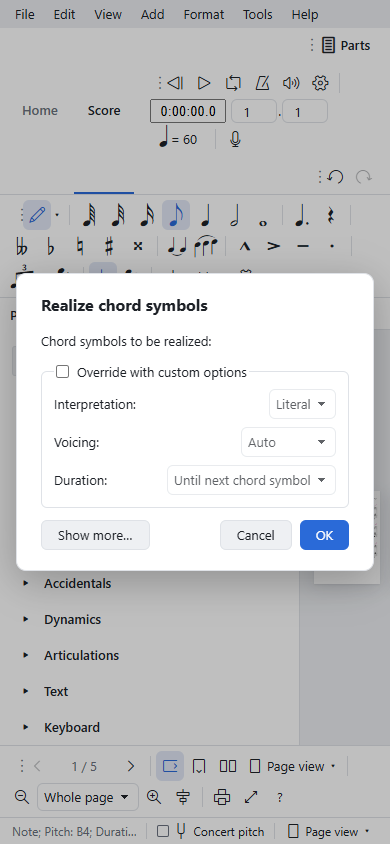 File Edit View Add Format Tools Help
Parts
Home Score 0:00:00.0 1 . 1
= 60
3
Realize chord symbols
Chord symbols to be realized:
Override with custom options
Interpretation: Literal
Voicing: Auto
Duration: Until next chord symbol
Show more... Cancel OK
Accidentals
Dynamics
Articulations
Text
Keyboard
1 / 5 Page view
Whole page ?
Note; Pitch: B4; Durati... Concert pitch Page view